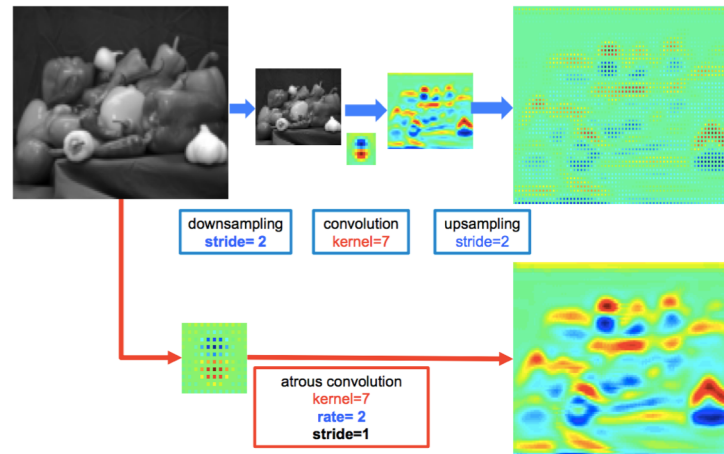 downsampling
stride= 2
convolution
kernel=7
upsampling
stride=2
atrous convolution
kernel=7
rate= 2
stride=1